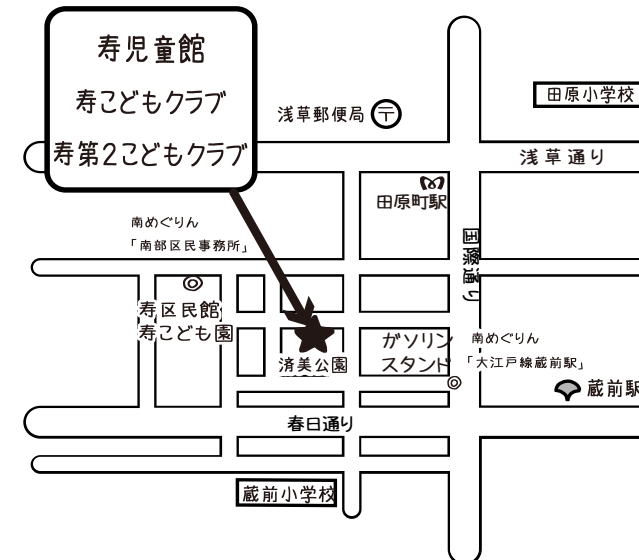 寿児童館
寿こどもクラブ
寿第2こどもクラブ
浅草郵便局
〒
田原小学校
浅草通り
田原町駅
南めぐりん
「南部区民事務所」
国際通り
寿区民館
寿こども園
ガソリン
スタンド
南めぐりん
「大江戸線蔵前駅」
済美公園
蔵前駅
春日通り
蔵前小学校